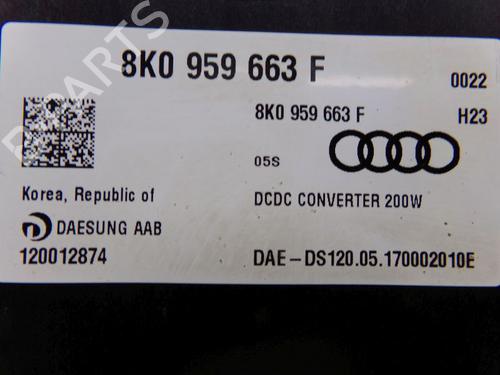 8K0 959 663 F
0022
8K0 959 663 F
H23
05S
Korea, Republic of
DCDC CONVERTER 200W
DAESUNG AAB
120012874
DAE-DS120.05.170002010E